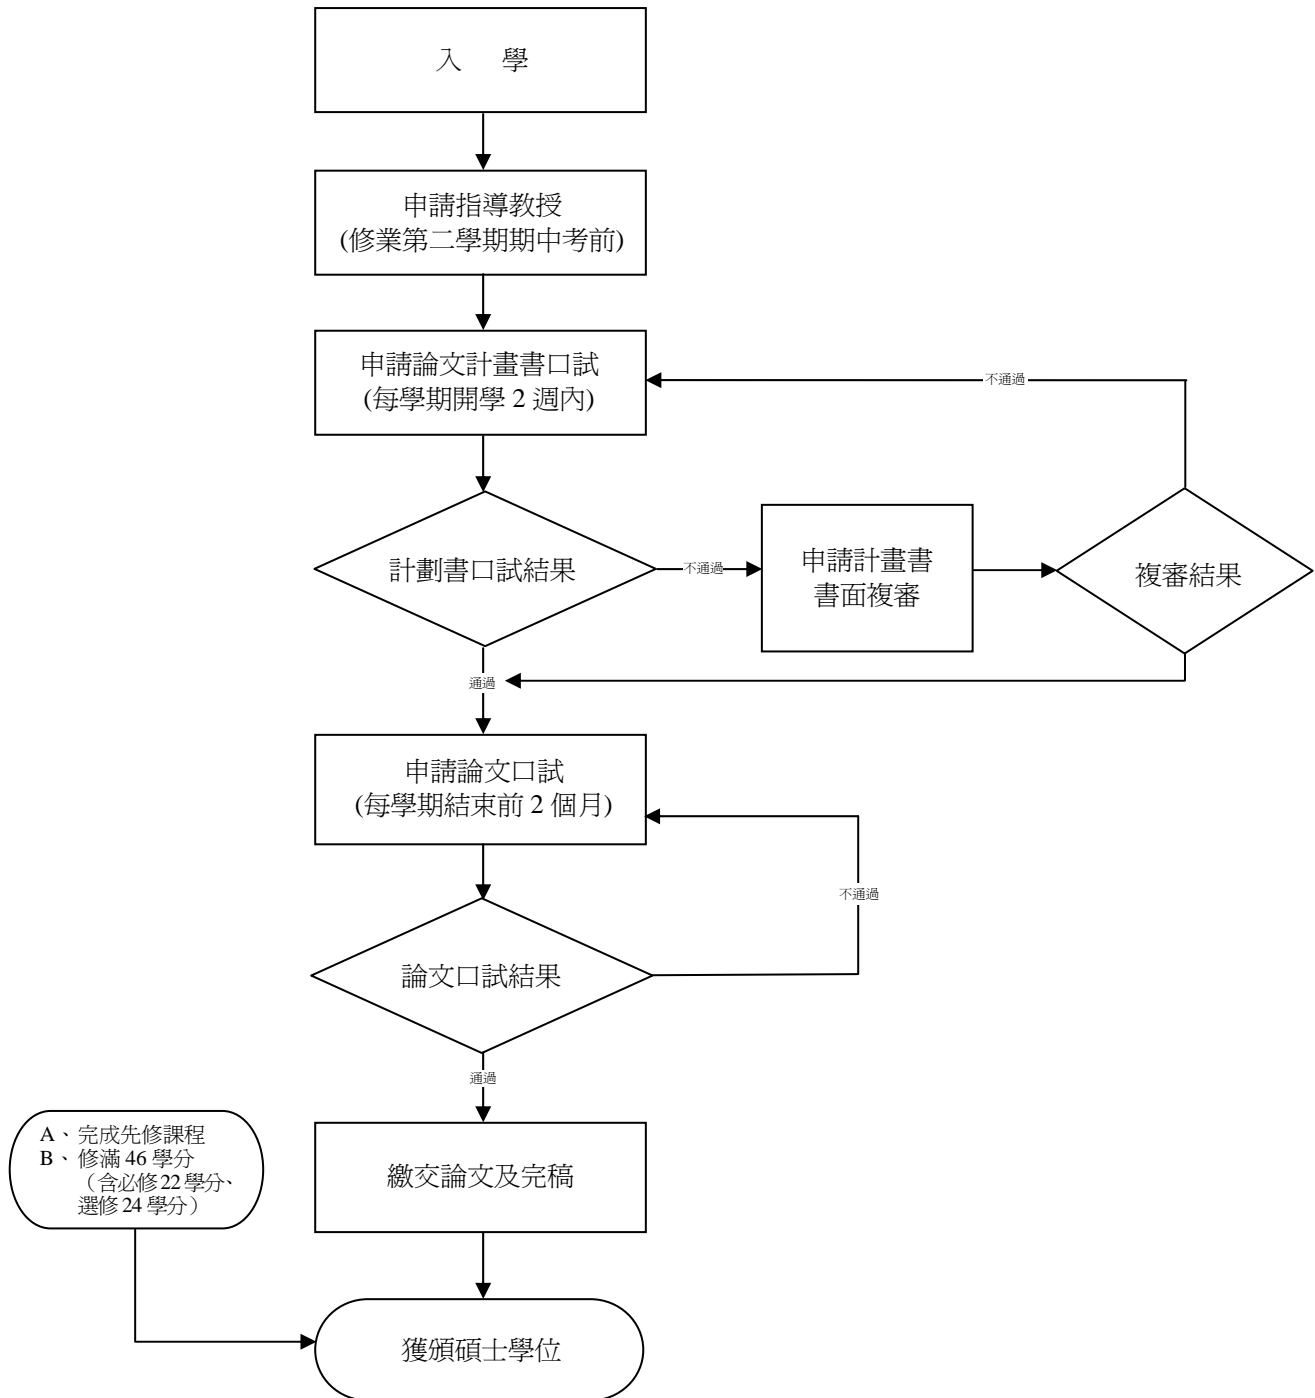 入 學
申請指導教授
(修業第二學期期中考前)
申請論文計畫書口試
(每學期開學 2 週內)
不通過
計劃書口試結果
不通過
申請計畫書
書面複審
複審結果
通過
申請論文口試
(每學期結束前 2 個月)
不通過
論文口試結果
通過
A、完成先修課程
B、修滿 46 學分
（含必修 22 學分、
選修 24 學分）
繳交論文及完稿
獲頒碩士學位